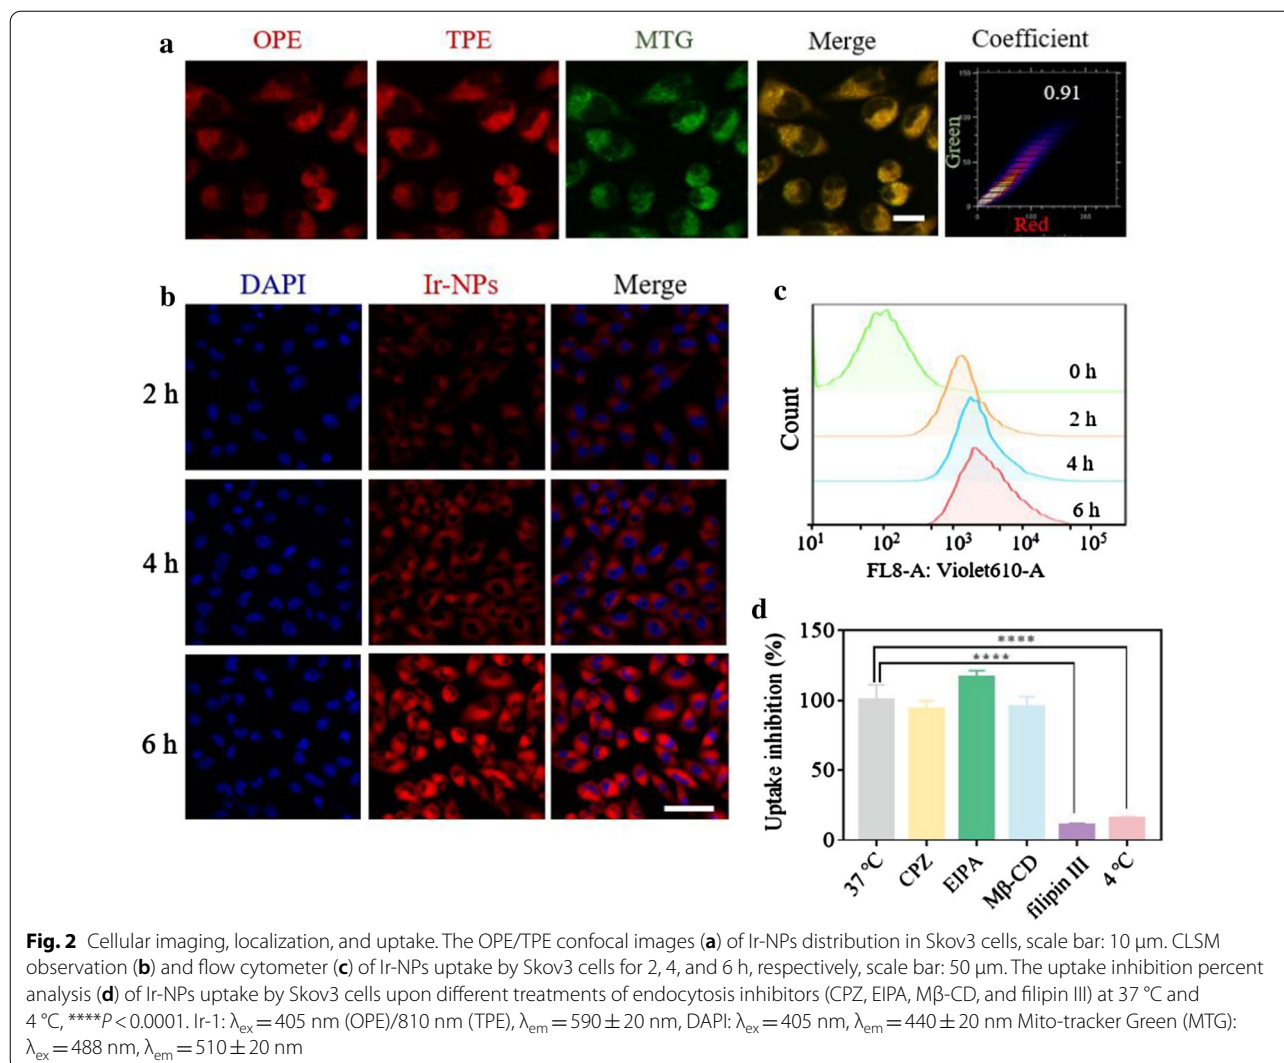 a
OPE
TPE
MTG
Merge
Coefficient
150
100
50
0
0.91
Green
0
100
Red
b
DAPI
Ir-NPs
Merge
2 h
4 h
6 h
c
Count
0 h
2 h
4 h
6 h
10¹ 10² 10³ 10⁴ 10⁵
FL8-A: Violet610-A
d
Uptake inhibition (%)
150
100
50
0
****
****
37 °C
CPZ
EIPA
Mβ-CD
filipin III
4 °C
Fig. 2 Cellular imaging, localization, and uptake. The OPE/TPE confocal images (a) of Ir-NPs distribution in Skov3 cells, scale bar: 10 μm. CLSM
observation (b) and flow cytometer (c) of Ir-NPs uptake by Skov3 cells for 2, 4, and 6 h, respectively, scale bar: 50 μm. The uptake inhibition percent
analysis (d) of Ir-NPs uptake by Skov3 cells upon different treatments of endocytosis inhibitors (CPZ, EIPA, Mβ-CD, and filipin III) at 37 °C and
4 °C, ****P < 0.0001. Ir-1: λex = 405 nm (OPE)/810 nm (TPE), λem = 590 ± 20 nm, DAPI: λex = 405 nm, λem = 440 ± 20 nm Mito-tracker Green (MTG):
λex = 488 nm, λem = 510 ± 20 nm